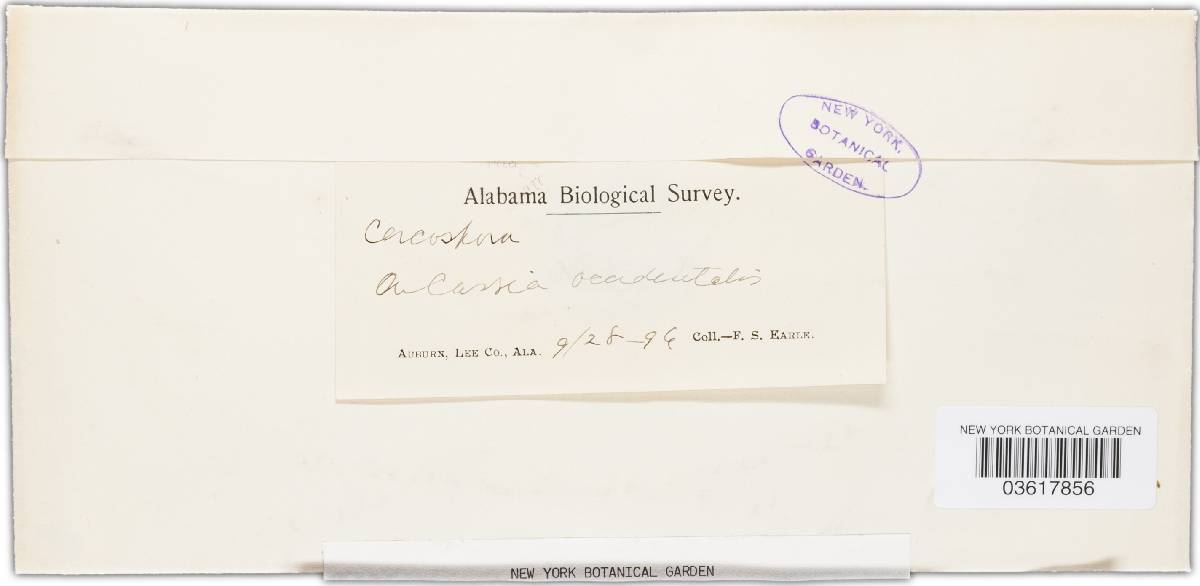 NEW YORK,
BOTANICAL
GARDEN.
Alabama Biological Survey.
Cercospora
On Cassia occidentalis
AUBURN, LEE CO., ALA. 9/28-96 Coll.—F. S. EARLE.
NEW YORK BOTANICAL GARDEN
03617856
NEW YORK BOTANICAL GARDEN